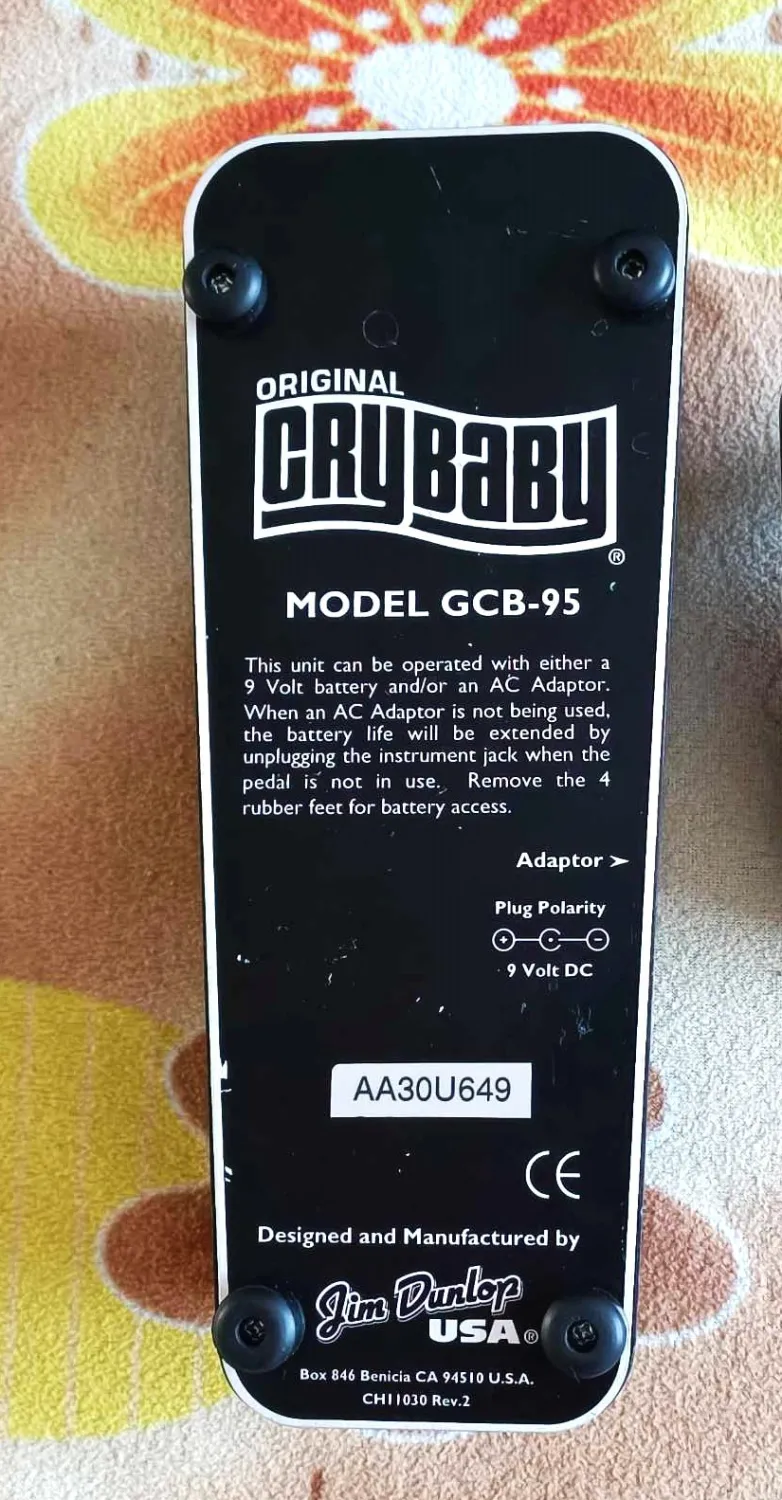 ORIGINAL
CRYBABY
®
MODEL GCB-95
This unit can be operated with either a
9 Volt battery and/or an AC Adaptor.
When an AC Adaptor is not being used,
the battery life will be extended by
unplugging the instrument jack when the
pedal is not in use. Remove the 4
rubber feet for battery access.
Adaptor ➤
Plug Polarity
9 Volt DC
AA30U649
CE
Designed and Manufactured by
Jim Dunlop
USA®
Box 846 Benicia CA 94510 U.S.A.
CH11030 Rev.2